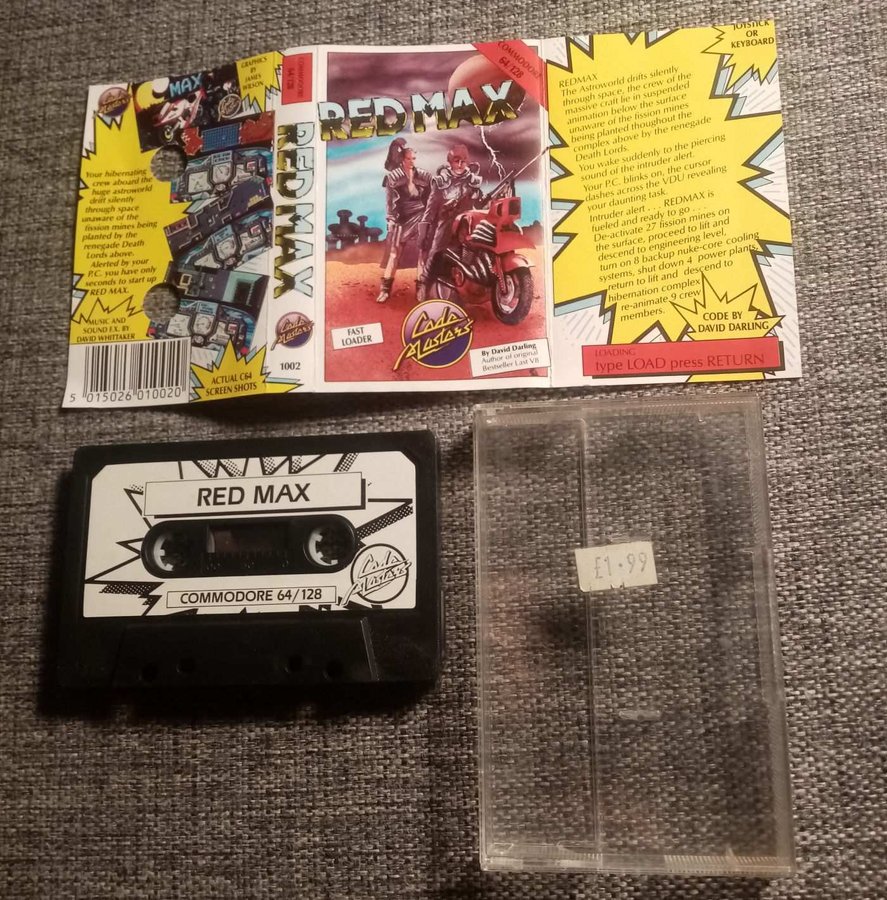 Code
Masters
MAX
GRAPHICS
BY
JAMES
WILSON
Your hibernating
crew aboard the
huge astroworld
drift silently
through space
unaware of the
fission mines
being
planted by the
renegade Death
Lords above.
Alerted by your
P.C. you have only
seconds to start up
RED MAX.
MUSIC AND
SOUND F.X. BY
DAVID WHITTAKER
5 015026 010020
ACTUAL C64
SCREEN SHOTS
COMMODORE
64/128
RED MAX
Code
Masters
1002
COMMODORE
64/128
RED MAX
FAST
LOADER
Code
Masters
By David Darling
Author of original
Bestseller Last V8
JOYSTICK
OR
KEYBOARD
REDMAX
The Astroworld drifts silently
through space, the crew of the
massive craft lie in suspended
animation below the surface
unaware of the fission mines
being planted thoughout the
complex above by the renegade
Death Lords.
You wake suddenly to the piercing
sound of the intruder alert.
Your P.C. blinks on, the cursor
dashes across the VDU revealing
your daunting task.
Intruder alert . . . REDMAX is
fueled and ready to go . . . .
De-activate 27 fission mines on
the surface, proceed to lift and
descend to engineering level,
turn on 8 backup nuke-core cooling
systems, shut down 4 power plants,
return to lift and descend to
hibernation complex
re-animate 9 crew
members.
CODE BY
DAVID DARLING
LOADING
type LOAD press RETURN
RED MAX
Code
Masters
COMMODORE 64/128
£1.99